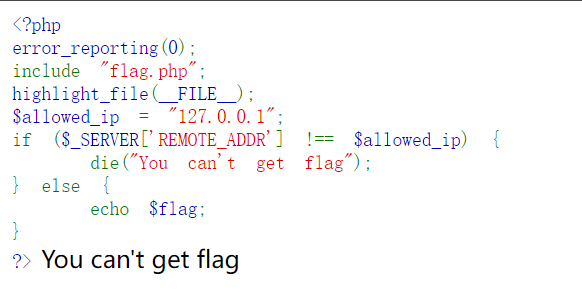 <?php
error_reporting(0);
include "flag.php";
highlight_file(__FILE__);
$allowed_ip = "127.0.0.1";
if ($_SERVER['REMOTE_ADDR'] !== $allowed_ip) {
die("You can't get flag");
} else {
echo $flag;
}
?> You can't get flag